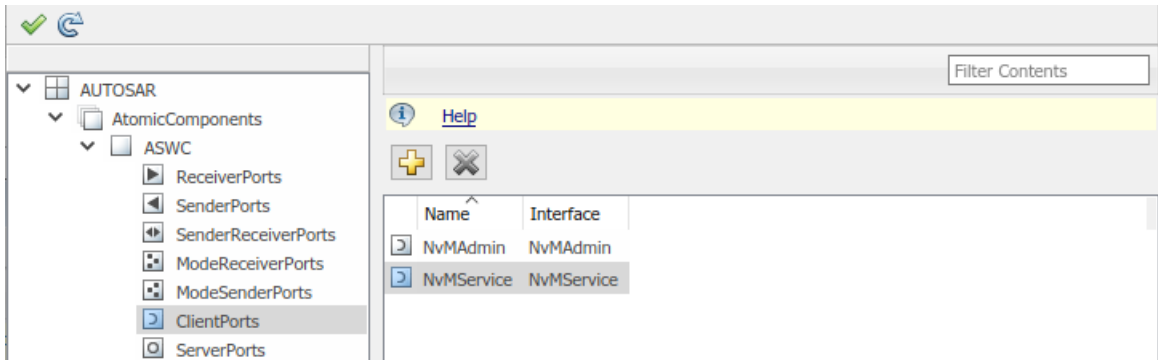 Filter Contents
AUTOSAR
AtomicComponents
ASWC
ReceiverPorts
SenderPorts
SenderReceiverPorts
ModeReceiverPorts
ModeSenderPorts
ClientPorts
ServerPorts
Help
Name Interface
NvMAdmin NvMAdmin
NvMService NvMService